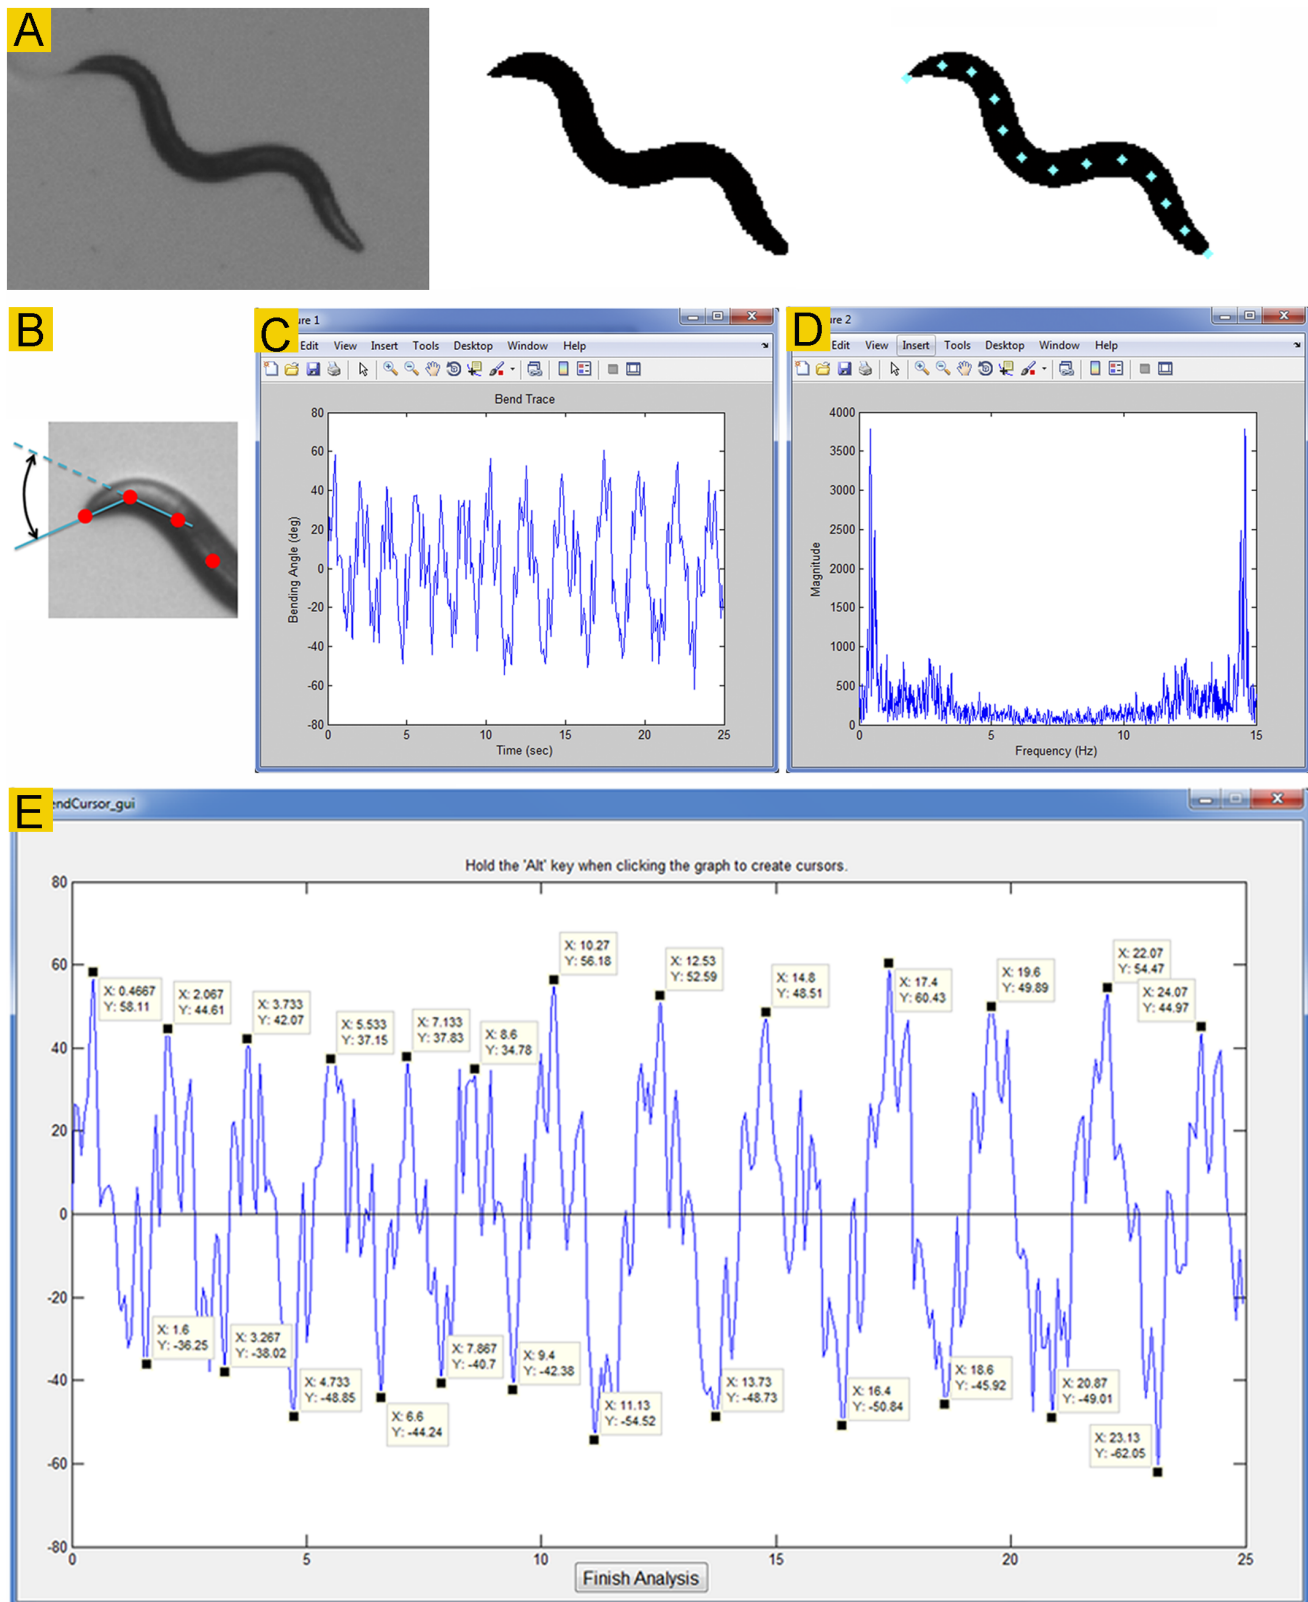 A
B
C
ure 1
Edit View Insert Tools Desktop Window Help
Bend Trace
80
60
40
20
0
-20
-40
-60
-80
Bending Angle (deg)
0 5 10 15 20 25
Time (sec)
D
ure 2
Edit View Insert Tools Desktop Window Help
4000
3500
3000
2500
2000
1500
1000
500
0
Magnitude
0 5 10 15
Frequency (Hz)
E
endCursor_gui
Hold the 'Alt' key when clicking the graph to create cursors.
80
60
40
20
0
-20
-40
-60
-80
X: 0.4667
Y: 58.11
X: 2.067
Y: 44.61
X: 3.733
Y: 42.07
X: 5.533
Y: 37.15
X: 7.133
Y: 37.83
X: 8.6
Y: 34.78
X: 10.27
Y: 56.18
X: 12.53
Y: 52.59
X: 14.8
Y: 48.51
X: 17.4
Y: 60.43
X: 19.6
Y: 49.89
X: 22.07
Y: 54.47
X: 24.07
Y: 44.97
X: 1.6
Y: -36.25
X: 3.267
Y: -38.02
X: 4.733
Y: -48.85
X: 6.6
Y: -44.24
X: 7.867
Y: -40.7
X: 9.4
Y: -42.38
X: 11.13
Y: -54.52
X: 13.73
Y: -48.73
X: 16.4
Y: -50.84
X: 18.6
Y: -45.92
X: 20.87
Y: -49.01
X: 23.13
Y: -62.05
0 5 10 15 20 25
Finish Analysis